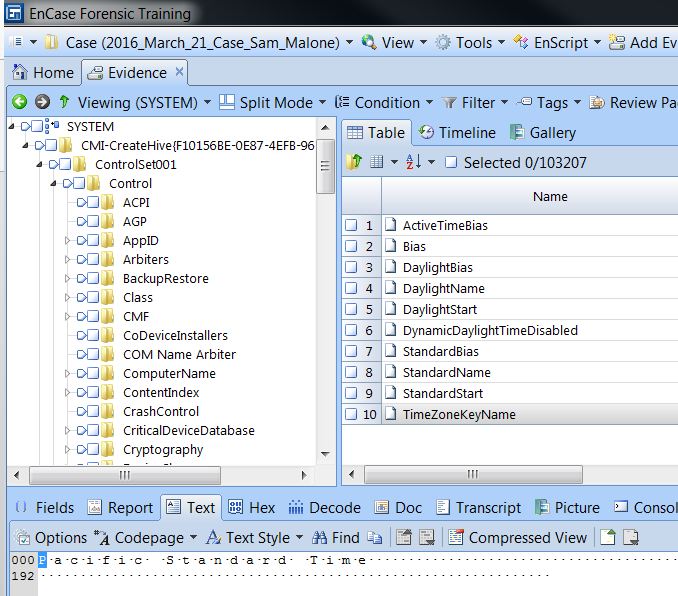 EnCase Forensic Training
Case (2016_March_21_Case_Sam_Malone) View Tools EnScript Add Ev
Home Evidence
Viewing (SYSTEM) Split Mode Condition Filter Tags Review Pa
SYSTEM
CMI-CreateHive{F10156BE-0E87-4EFB-96
ControlSet001
Control
ACPI
AGP
AppID
Arbiters
BackupRestore
Class
CMF
CoDeviceInstallers
COM Name Arbiter
ComputerName
ContentIndex
CrashControl
CriticalDeviceDatabase
Cryptography
Table Timeline Gallery
Selected 0/103207
Name
1 ActiveTimeBias
2 Bias
3 DaylightBias
4 DaylightName
5 DaylightStart
6 DynamicDaylightTimeDisabled
7 StandardBias
8 StandardName
9 StandardStart
10 TimeZoneKeyName
Fields Report Text Hex Decode Doc Transcript Picture Consol
Options Codepage Text Style Find Compressed View
000 P·a·c·i·f·i·c· ·S·t·a·n·d·a·r·d· ·T·i·m·e
192